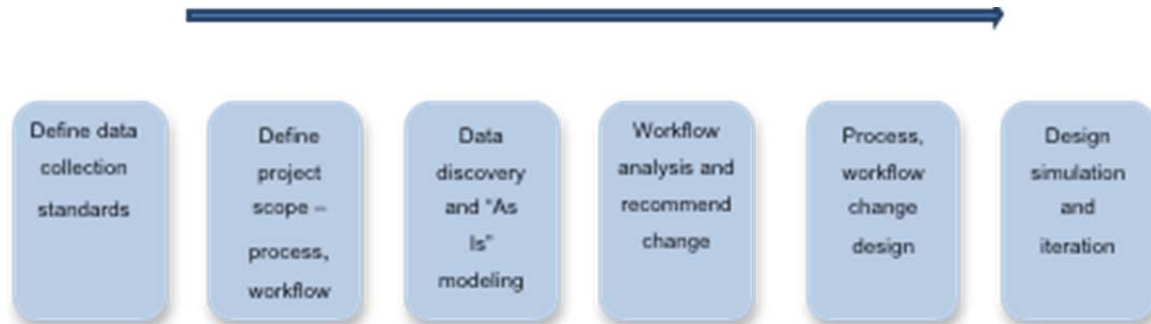 Define data
collection
standards
Define
project
scope –
process,
workflow
Data
discovery
and "As
Is"
modeling
Workflow
analysis and
recommend
change
Process,
workflow
change
design
Design
simulation
and
iteration